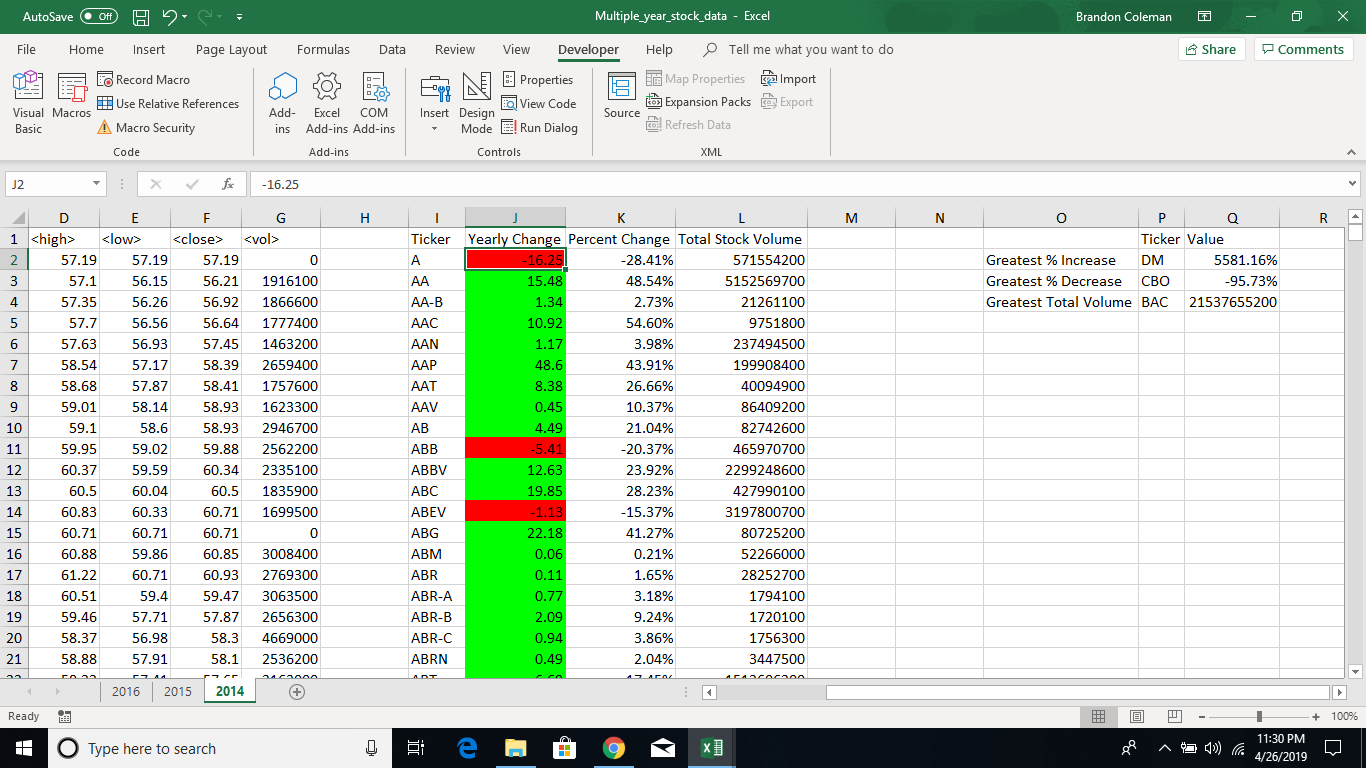 AutoSave Off Multiple_year_stock_data - Excel Brandon Coleman
File Home Insert Page Layout Formulas Data Review View Developer Help Tell me what you want to do Share Comments
Visual Basic
Macros
Record Macro
Use Relative References
Macro Security
Code
Add-ins
Excel Add-ins
COM Add-ins
Add-ins
Insert
Design Mode
Properties
View Code
Run Dialog
Controls
Source
Map Properties
Expansion Packs
Refresh Data
Import
Export
XML
J2 fx -16.25
D E F G H I J K L M N O P Q R
1 <high> <low> <close> <vol> Ticker Yearly Change Percent Change Total Stock Volume Ticker Value
2 57.19 57.19 57.19 0 A -16.25 -28.41% 571554200 Greatest % Increase DM 5581.16%
3 57.1 56.15 56.21 1916100 AA 15.48 48.54% 5152569700 Greatest % Decrease CBO -95.73%
4 57.35 56.26 56.92 1866600 AA-B 1.34 2.73% 21261100 Greatest Total Volume BAC 21537655200
5 57.7 56.56 56.64 1777400 AAC 10.92 54.60% 9751800
6 57.63 56.93 57.45 1463200 AAN 1.17 3.98% 237494500
7 58.54 57.17 58.39 2659400 AAP 48.6 43.91% 199908400
8 58.68 57.87 58.41 1757600 AAT 8.38 26.66% 40094900
9 59.01 58.14 58.93 1623300 AAV 0.45 10.37% 86409200
10 59.1 58.6 58.93 2946700 AB 4.49 21.04% 82742600
11 59.95 59.02 59.88 2562200 ABB -5.41 -20.37% 465970700
12 60.37 59.59 60.34 2335100 ABBV 12.63 23.92% 2299248600
13 60.5 60.04 60.5 1835900 ABC 19.85 28.23% 427990100
14 60.83 60.33 60.71 1699500 ABEV -1.13 -15.37% 3197800700
15 60.71 60.71 60.71 0 ABG 22.18 41.27% 80725200
16 60.88 59.86 60.85 3008400 ABM 0.06 0.21% 52266000
17 61.22 60.71 60.93 2769300 ABR 0.11 1.65% 28252700
18 60.51 59.4 59.47 3063500 ABR-A 0.77 3.18% 1794100
19 59.46 57.71 57.87 2656300 ABR-B 2.09 9.24% 1720100
20 58.37 56.98 58.3 4669000 ABR-C 0.94 3.86% 1756300
21 58.88 57.91 58.1 2536200 ABRN 0.49 2.04% 3447500
2016 2015 2014
Ready 100%
Type here to search
11:30 PM
4/26/2019